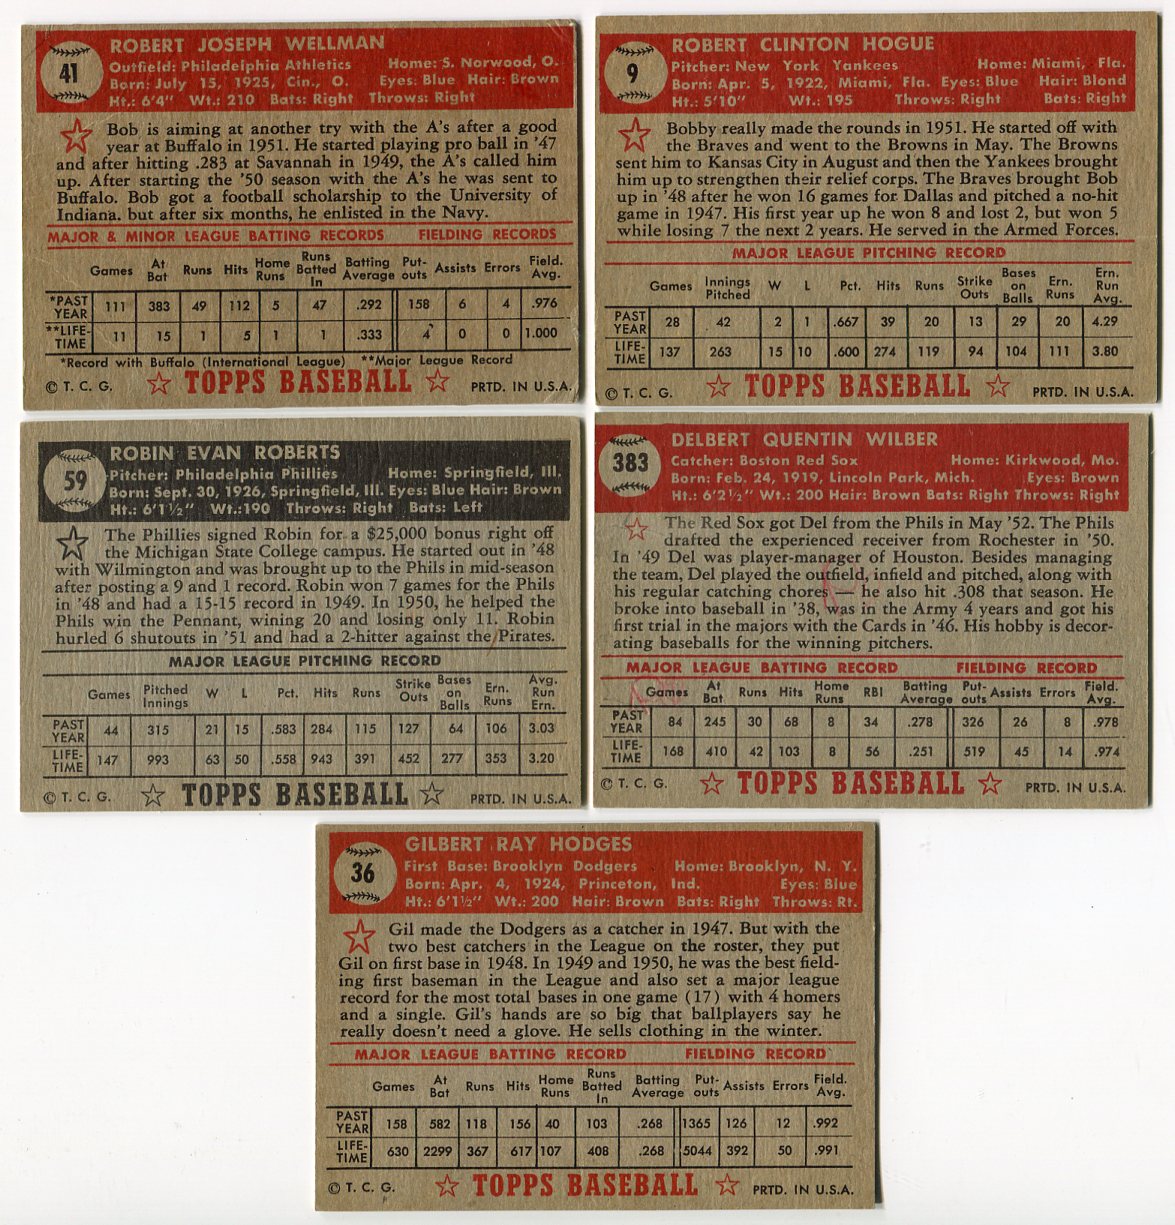 41
ROBERT JOSEPH WELLMAN
Outfield: Philadelphia Athletics Home: S. Norwood, O.
Born: July 15, 1925, Cin., O. Eyes: Blue Hair: Brown
Ht.: 6'4" Wt.: 210 Bats: Right Throws: Right
Bob is aiming at another try with the A's after a good
year at Buffalo in 1951. He started playing pro ball in '47
and after hitting .283 at Savannah in 1949, the A's called him
up. After starting the '50 season with the A's he was sent to
Buffalo. Bob got a football scholarship to the University of
Indiana. but after six months, he enlisted in the Navy.
MAJOR & MINOR LEAGUE BATTING RECORDS FIELDING RECORDS
Games At Bat Runs Hits Home Runs Runs Batted In Batting Average Put-outs Assists Errors Field. Avg.
*PAST YEAR 111 383 49 112 5 47 .292 158 6 4 .976
**LIFE-TIME 11 15 1 5 1 1 .333 4 0 0 1.000
*Record with Buffalo (International League) **Major League Record
© T. C. G. TOPPS BASEBALL PRTD. IN U.S.A.
9
ROBERT CLINTON HOGUE
Pitcher: New York Yankees Home: Miami, Fla.
Born: Apr. 5, 1922, Miami, Fla. Eyes: Blue Hair: Blond
Ht.: 5'10" Wt.: 195 Throws: Right Bats: Right
Bobby really made the rounds in 1951. He started off with
the Braves and went to the Browns in May. The Browns
sent him to Kansas City in August and then the Yankees brought
him up to strengthen their relief corps. The Braves brought Bob
up in '48 after he won 16 games for Dallas and pitched a no-hit
game in 1947. His first year up he won 8 and lost 2, but won 5
while losing 7 the next 2 years. He served in the Armed Forces.
MAJOR LEAGUE PITCHING RECORD
Games Innings Pitched W L Pct. Hits Runs Strike Outs Bases on Balls Ern. Runs Ern. Run Avg.
PAST YEAR 28 42 2 1 .667 39 20 13 29 20 4.29
LIFE-TIME 137 263 15 10 .600 274 119 94 104 111 3.80
© T. C. G. TOPPS BASEBALL PRTD. IN U.S.A.
59
ROBIN EVAN ROBERTS
Pitcher: Philadelphia Phillies Home: Springfield, Ill.
Born: Sept. 30, 1926, Springfield, Ill. Eyes: Blue Hair: Brown
Ht.: 6'1½" Wt.:190 Throws: Right Bats: Left
The Phillies signed Robin for a $25,000 bonus right off
the Michigan State College campus. He started out in '48
with Wilmington and was brought up to the Phils in mid-season
after posting a 9 and 1 record. Robin won 7 games for the Phils
in '48 and had a 15-15 record in 1949. In 1950, he helped the
Phils win the Pennant, wining 20 and losing only 11. Robin
hurled 6 shutouts in '51 and had a 2-hitter against the Pirates.
MAJOR LEAGUE PITCHING RECORD
Games Pitched Innings W L Pct. Hits Runs Strike Outs Bases on Balls Ern. Runs Avg. Run Ern.
PAST YEAR 44 315 21 15 .583 284 115 127 64 106 3.03
LIFE-TIME 147 993 63 50 .558 943 391 452 277 353 3.20
© T. C. G. TOPPS BASEBALL PRTD. IN U.S.A.
383
DELBERT QUENTIN WILBER
Catcher: Boston Red Sox Home: Kirkwood, Mo.
Born: Feb. 24, 1919, Lincoln Park, Mich. Eyes: Brown
Ht.: 6'2½" Wt.: 200 Hair: Brown Bats: Right Throws: Right
The Red Sox got Del from the Phils in May '52. The Phils
drafted the experienced receiver from Rochester in '50.
In '49 Del was player-manager of Houston. Besides managing
the team, Del played the outfield, infield and pitched, along with
his regular catching chores — he also hit .308 that season. He
broke into baseball in '38, was in the Army 4 years and got his
first trial in the majors with the Cards in '46. His hobby is decor-
ating baseballs for the winning pitchers.
MAJOR LEAGUE BATTING RECORD FIELDING RECORD
Games At Bat Runs Hits Home Runs RBI Batting Average Put-outs Assists Errors Field. Avg.
PAST YEAR 84 245 30 68 8 34 .278 326 26 8 .978
LIFE-TIME 168 410 42 103 8 56 .251 519 45 14 .974
© T. C. G. TOPPS BASEBALL PRTD. IN U.S.A.
36
GILBERT RAY HODGES
First Base: Brooklyn Dodgers Home: Brooklyn, N. Y.
Born: Apr. 4, 1924, Princeton, Ind. Eyes: Blue
Ht.: 6'1½" Wt.: 200 Hair: Brown Bats: Right Throws: Rt.
Gil made the Dodgers as a catcher in 1947. But with the
two best catchers in the League on the roster, they put
Gil on first base in 1948. In 1949 and 1950, he was the best field-
ing first baseman in the League and also set a major league
record for the most total bases in one game (17) with 4 homers
and a single. Gil's hands are so big that ballplayers say he
really doesn't need a glove. He sells clothing in the winter.
MAJOR LEAGUE BATTING RECORD FIELDING RECORD
Games At Bat Runs Hits Home Runs Runs Batted In Batting Average Put-outs Assists Errors Field. Avg.
PAST YEAR 158 582 118 156 40 103 .268 1365 126 12 .992
LIFE-TIME 630 2299 367 617 107 408 .268 5044 392 50 .991
© T. C. G. TOPPS BASEBALL PRTD. IN U.S.A.